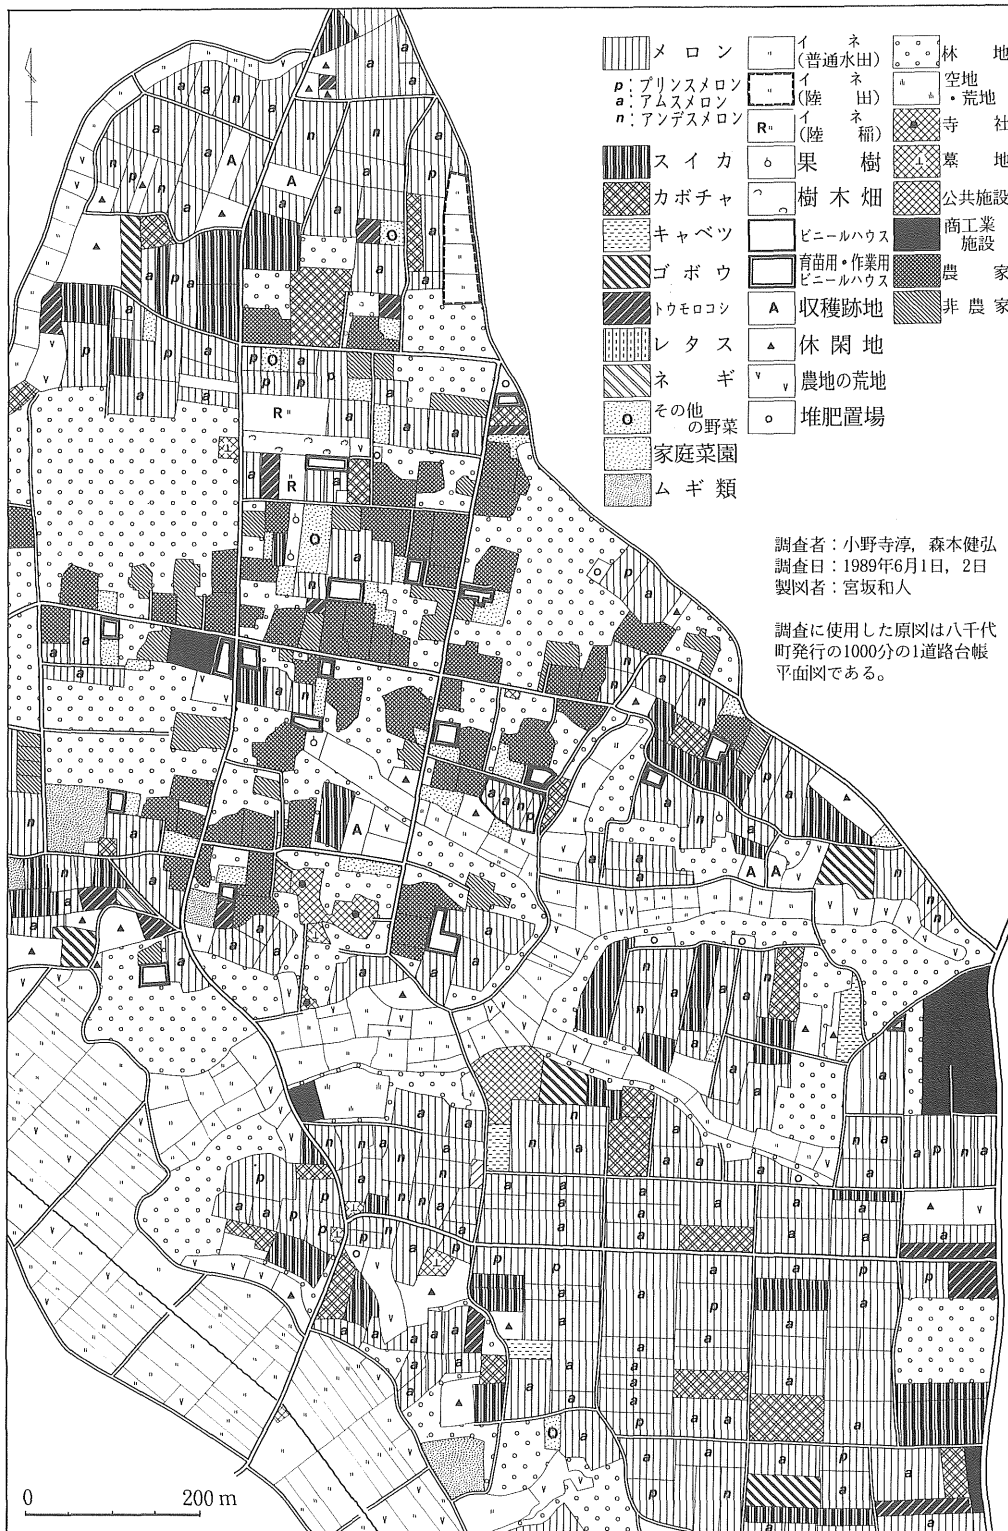 メロン
p：プリンスメロン
a：アムスメロン
n：アンデスメロン
スイカ
カボチャ
キャベツ
ゴボウ
トウモロコシ
レタス
ネギ
その他
の野菜
家庭菜園
ムギ類
イネ
(普通水田)
イネ
(陸田)
R イネ
(陸稲)
果樹
樹木畑
ビニールハウス
育苗用・作業用
ビニールハウス
A 収穫跡地
休閑地
農地の荒地
堆肥置場
林地
空地
・荒地
寺社
墓地
公共施設
商工業
施設
農家
非農家
調査者：小野寺淳，森木健弘
調査日：1989年6月1日，2日
製図者：宮坂和人
調査に使用した原図は八千代
町発行の1000分の1道路台帳
平面図である。
0 200 m